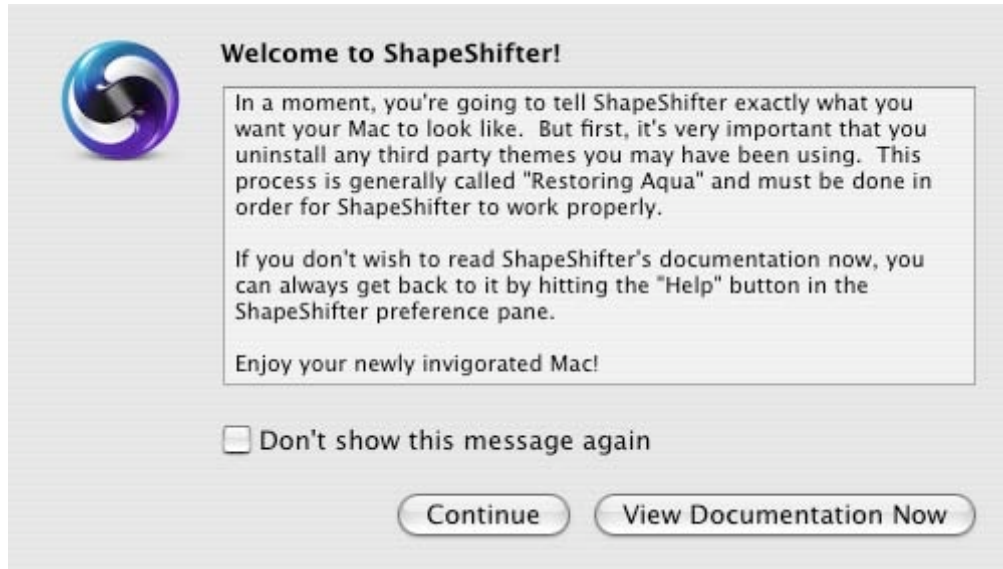 Welcome to ShapeShifter!
In a moment, you're going to tell ShapeShifter exactly what you
want your Mac to look like.  But first, it's very important that you
uninstall any third party themes you may have been using.  This
process is generally called "Restoring Aqua" and must be done in
order for ShapeShifter to work properly.
If you don't wish to read ShapeShifter's documentation now, you
can always get back to it by hitting the "Help" button in the
ShapeShifter preference pane.
Enjoy your newly invigorated Mac!
Don't show this message again
Continue
View Documentation Now